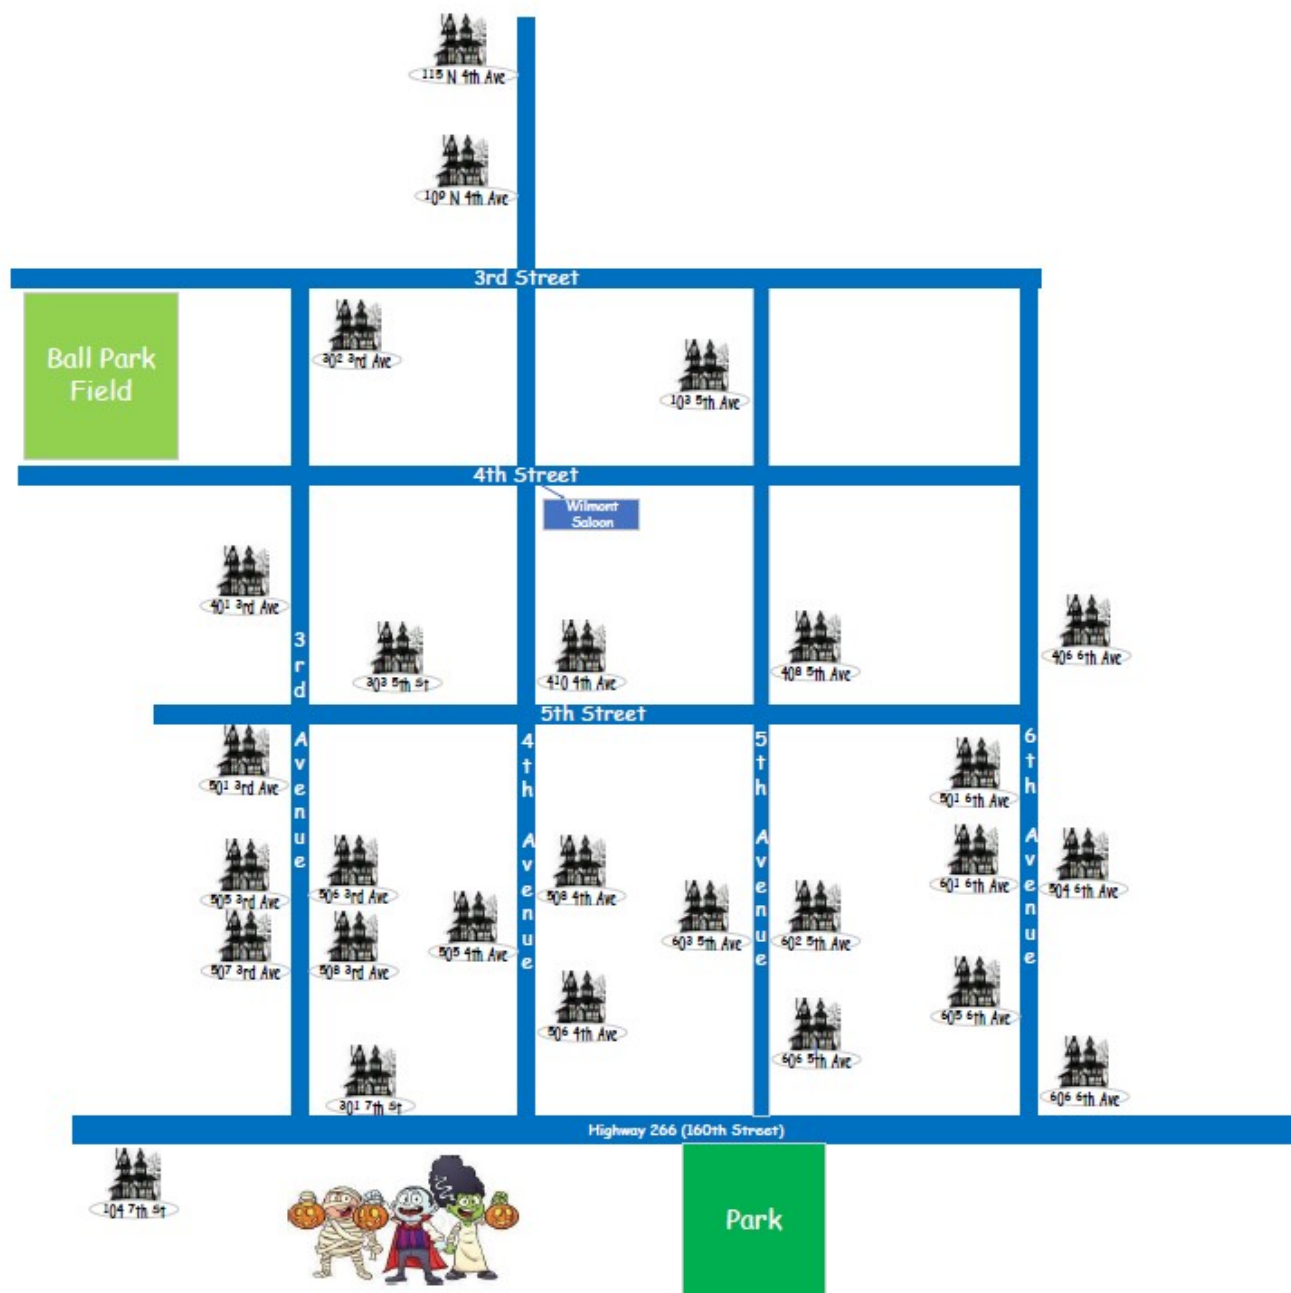 115 N 4th Ave
109 N 4th Ave
3rd Street
Ball Park
Field
302 3rd Ave
103 5th Ave
4th Street
Wilmont
Saloon
401 3rd Ave
3rd Avenue
303 5th St
410 4th Ave
408 5th Ave
406 6th Ave
5th Street
501 3rd Ave
4th Avenue
5th Avenue
501 6th Ave
6th Avenue
505 3rd Ave
506 3rd Ave
508 4th Ave
601 6th Ave
504 6th Ave
507 3rd Ave
508 3rd Ave
505 4th Ave
603 5th Ave
602 5th Ave
506 4th Ave
605 6th Ave
606 5th Ave
606 6th Ave
301 7th St
Highway 266 (160th Street)
104 7th St
Park